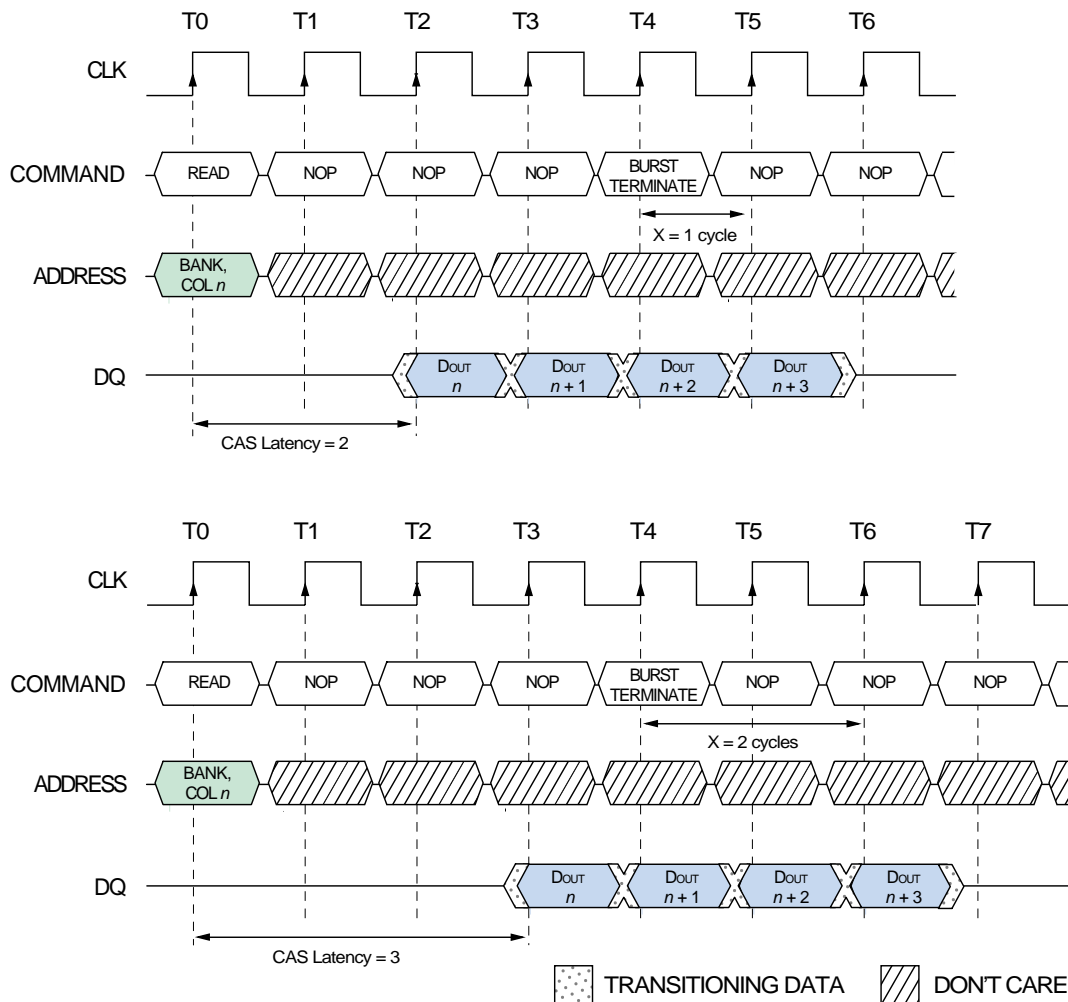 T0 T1 T2 T3 T4 T5 T6
CLK
COMMAND READ NOP NOP NOP BURST TERMINATE NOP NOP
X = 1 cycle
ADDRESS BANK, COL n
DQ DOUT n DOUT n + 1 DOUT n + 2 DOUT n + 3
CAS Latency = 2
T0 T1 T2 T3 T4 T5 T6 T7
CLK
COMMAND READ NOP NOP NOP BURST TERMINATE NOP NOP NOP
X = 2 cycles
ADDRESS BANK, COL n
DQ DOUT n DOUT n + 1 DOUT n + 2 DOUT n + 3
CAS Latency = 3
TRANSITIONING DATA DON'T CARE